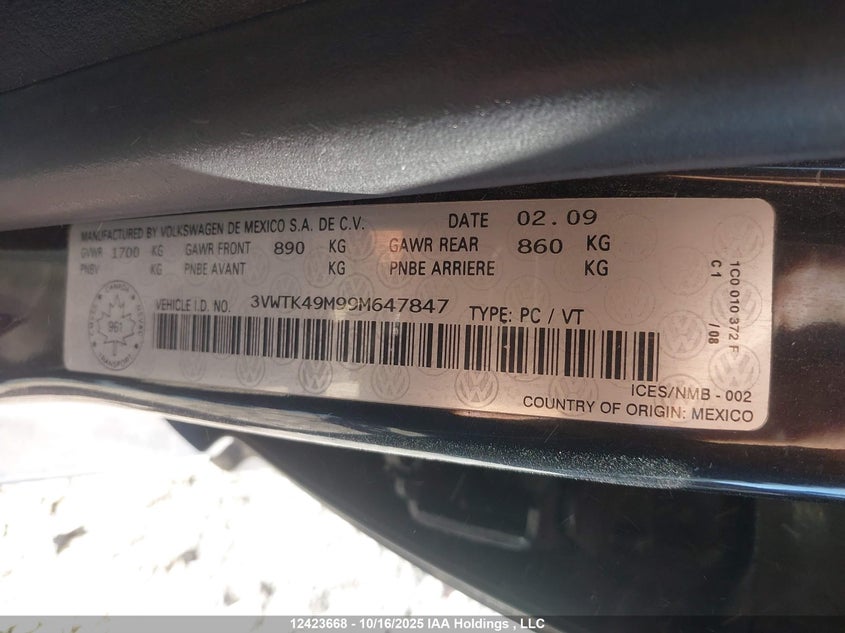 MANUFACTURED BY VOLKSWAGEN DE MEXICO S.A. DE C.V. DATE 02.09
GVWR 1700 KG GAWR FRONT 890 KG GAWR REAR 860 KG
PNBV KG PNBE AVANT KG PNBE ARRIERE KG
VEHICLE I.D. NO. 3VWTK49M99M647847 TYPE: PC / VT
CANADA
961
TRANSPORT
ICES/NMB - 002
COUNTRY OF ORIGIN: MEXICO
1C0 010 372 F
C1 /08
12423668 - 10/16/2025 IAA Holdings , LLC